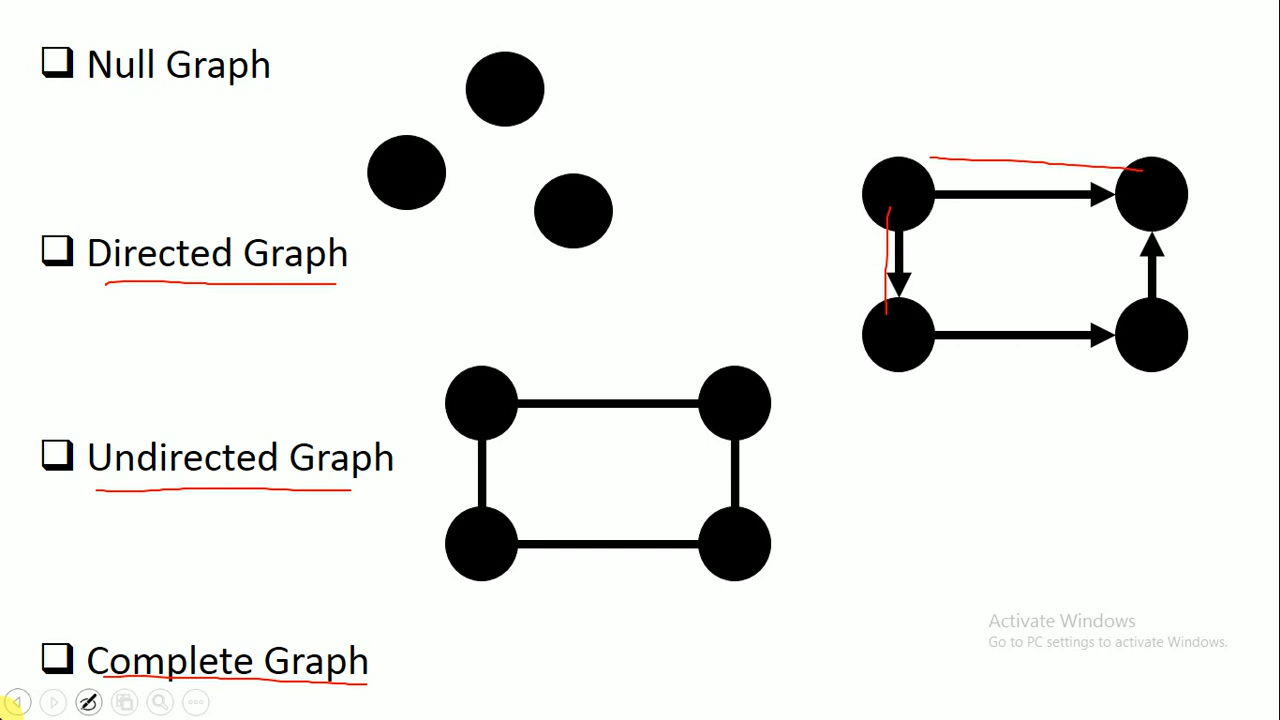 Null Graph
Directed Graph
Undirected Graph
Complete Graph
Activate Windows
Go to PC settings to activate Windows.